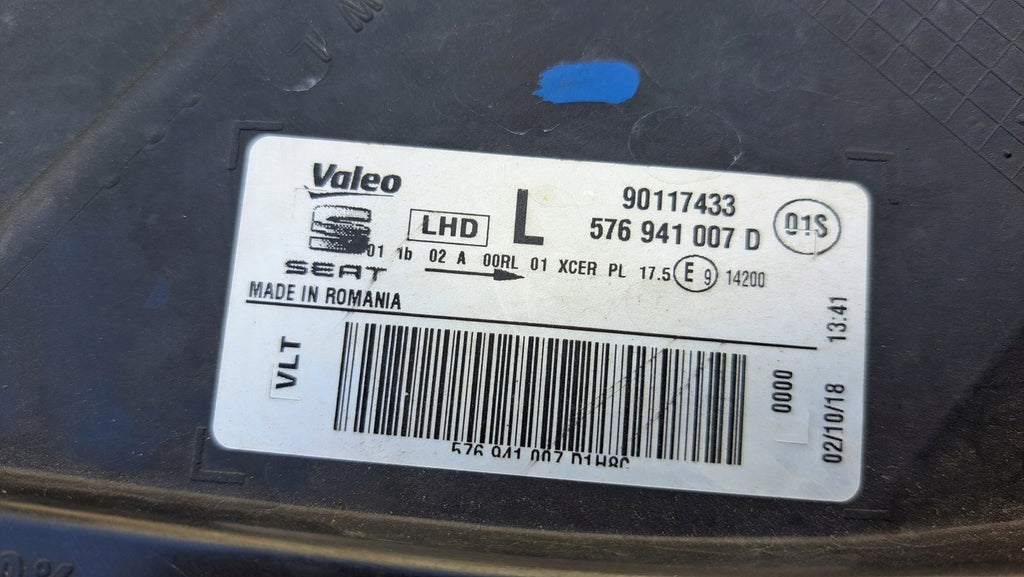 Valeo
SEAT
LHD
L
90117433
576 941 007 D
01S
01 1b 02 A 00RL 01 XCER PL 17.5 E 9 14200
MADE IN ROMANIA
VLT
576 941 007 D1H8C
0000
02/10/18 13:41